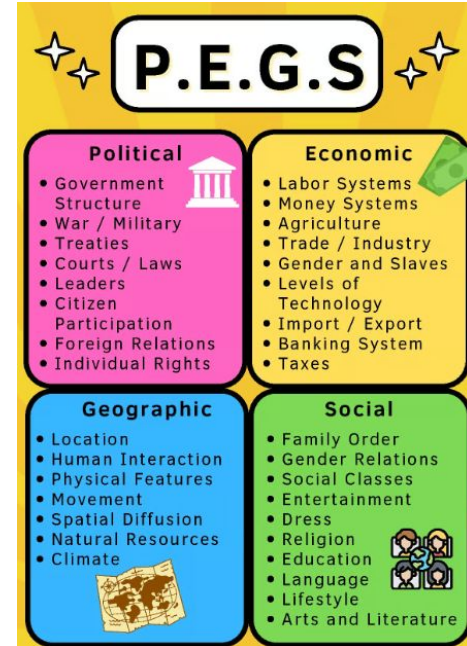 P.E.G.S
Political
• Government
Structure
• War / Military
• Treaties
• Courts / Laws
• Leaders
• Citizen
Participation
• Foreign Relations
• Individual Rights
Economic
• Labor Systems
• Money Systems
• Agriculture
• Trade / Industry
• Gender and Slaves
• Levels of
Technology
• Import / Export
• Banking System
• Taxes
Geographic
• Location
• Human Interaction
• Physical Features
• Movement
• Spatial Diffusion
• Natural Resources
• Climate
Social
• Family Order
• Gender Relations
• Social Classes
• Entertainment
• Dress
• Religion
• Education
• Language
• Lifestyle
• Arts and Literature